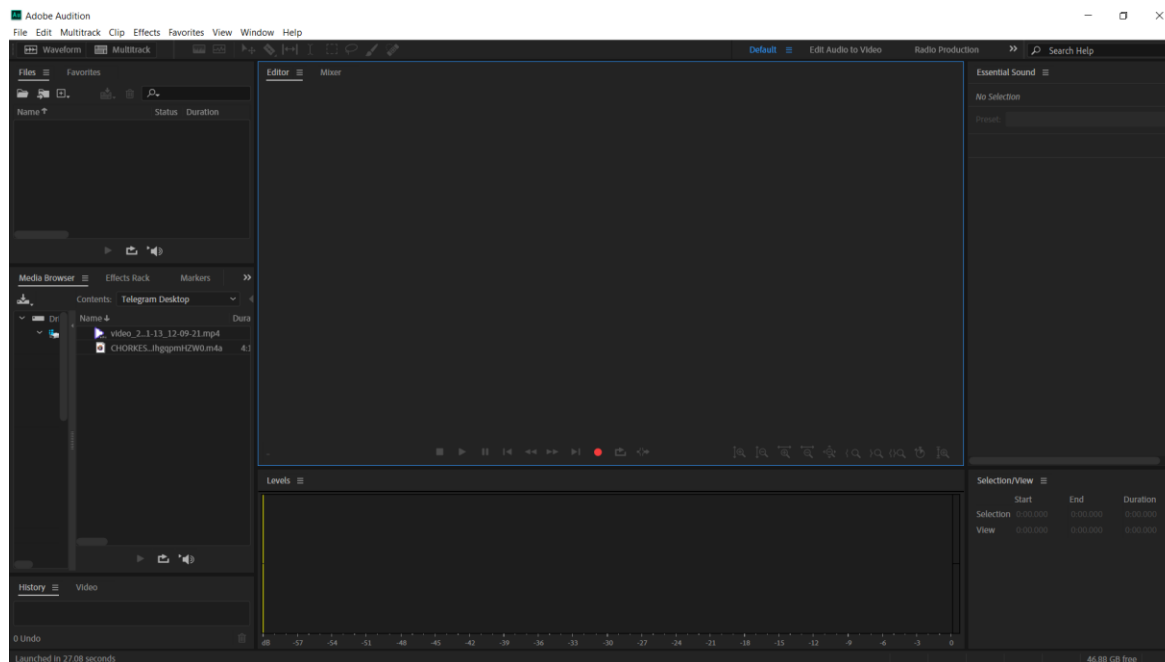 Adobe Audition
File Edit Multitrack Clip Effects Favorites View Window Help
Waveform Multitrack Default Edit Audio to Video Radio Production Search Help
Files Favorites
Name Status Duration
Media Browser Effects Rack Markers
Contents: Telegram Desktop
Dri Name Dura
video_2...1-13_12-09-21.mp4
CHORKES...IhgqpmHZW0.m4a 4:1
History Video
0 Undo
Launched in 27.08 seconds
Editor Mixer
Levels
dB -57 -54 -51 -48 -45 -42 -39 -36 -33 -30 -27 -24 -21 -18 -15 -12 -9 -6 -3 0
Essential Sound
No Selection
Preset:
Selection/View
Start End Duration
Selection 0:00.000 0:00.000 0:00.000
View 0:00.000 0:00.000 0:00.000
46.88 GB free